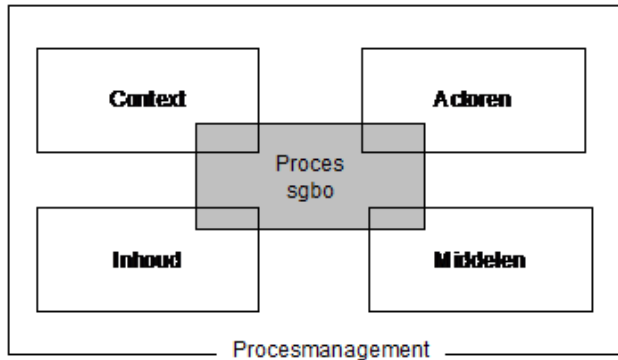 Context
Actoren
Proces
sgbo
Inhoud
Middelen
Procesmanagement